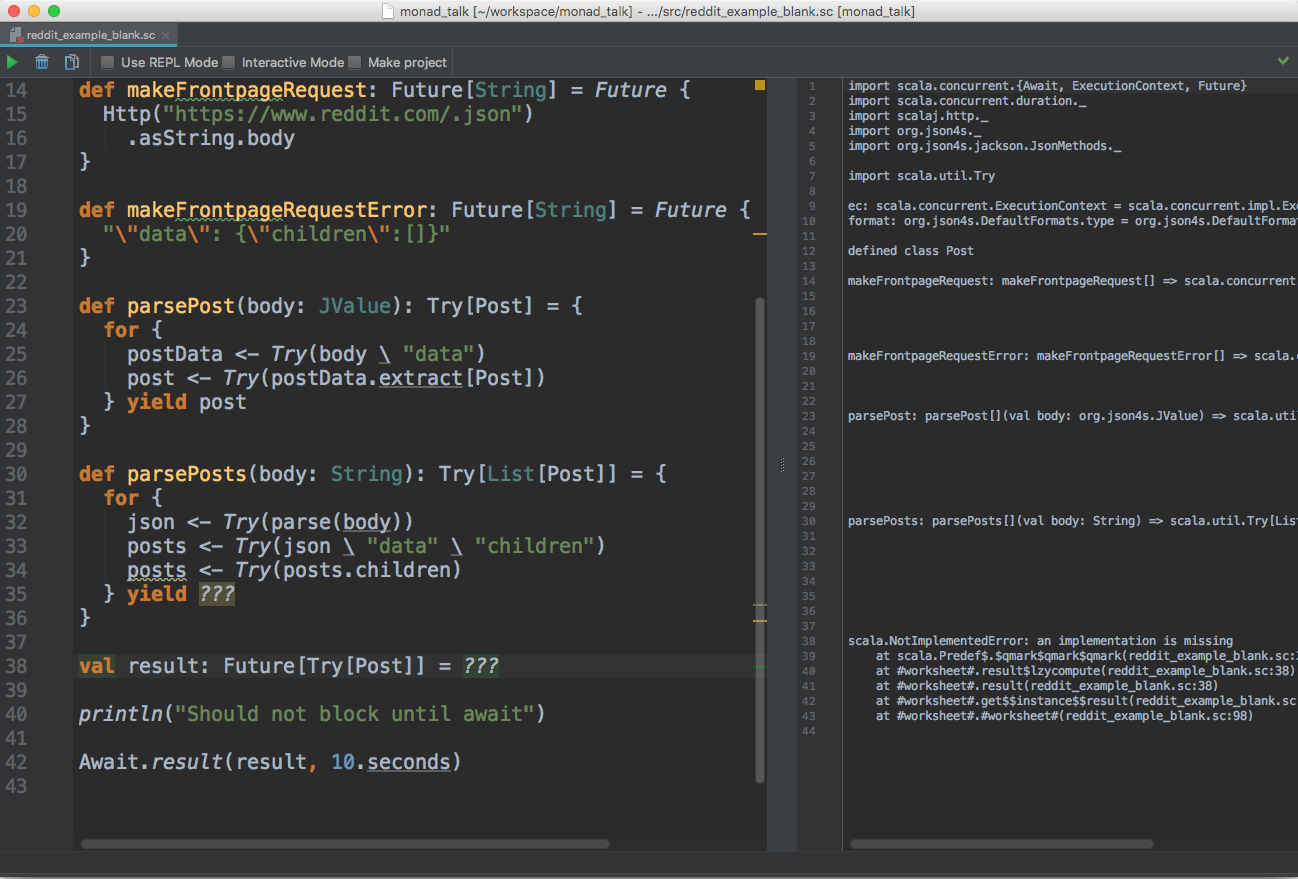 monad_talk [~/workspace/monad_talk] - .../src/reddit_example_blank.sc [monad_talk]
reddit_example_blank.sc
Use REPL Mode Interactive Mode Make project
14 def makeFrontpageRequest: Future[String] = Future {
15 Http("https://www.reddit.com/.json")
16 .asString.body
17 }
18
19 def makeFrontpageRequestError: Future[String] = Future {
20 "\"data\": {\"children\":[]}"
21 }
22
23 def parsePost(body: JValue): Try[Post] = {
24 for {
25 postData <- Try(body \ "data")
26 post <- Try(postData.extract[Post])
27 } yield post
28 }
29
30 def parsePosts(body: String): Try[List[Post]] = {
31 for {
32 json <- Try(parse(body))
33 posts <- Try(json \ "data" \ "children")
34 posts <- Try(posts.children)
35 } yield ???
36 }
37
38 val result: Future[Try[Post]] = ???
39
40 println("Should not block until await")
41
42 Await.result(result, 10.seconds)
43
1 import scala.concurrent.{Await, ExecutionContext, Future}
2 import scala.concurrent.duration._
3 import scalaj.http._
4 import org.json4s._
5 import org.json4s.jackson.JsonMethods._
6
7 import scala.util.Try
8
9 ec: scala.concurrent.ExecutionContext = scala.concurrent.impl.Exe
10 format: org.json4s.DefaultFormats.type = org.json4s.DefaultFormat
11
12 defined class Post
13
14 makeFrontpageRequest: makeFrontpageRequest[] => scala.concurrent
15
16
17
18
19 makeFrontpageRequestError: makeFrontpageRequestError[] => scala.
20
21
22
23 parsePost: parsePost[](val body: org.json4s.JValue) => scala.util
24
25
26
27
28
29
30 parsePosts: parsePosts[](val body: String) => scala.util.Try[Lis
31
32
33
34
35
36
37
38 scala.NotImplementedError: an implementation is missing
39 at scala.Predef$.$qmark$qmark$qmark(reddit_example_blank.sc:
40 at #worksheet#.result$lzycompute(reddit_example_blank.sc:38)
41 at #worksheet#.result(reddit_example_blank.sc:38)
42 at #worksheet#.get$$instance$$result(reddit_example_blank.sc
43 at #worksheet#.#worksheet#(reddit_example_blank.sc:98)
44